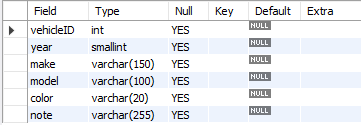 Field Type Null Key Default Extra
vehicleID int YES NULL
year smallint YES NULL
make varchar(150) YES NULL
model varchar(100) YES NULL
color varchar(20) YES NULL
note varchar(255) YES NULL